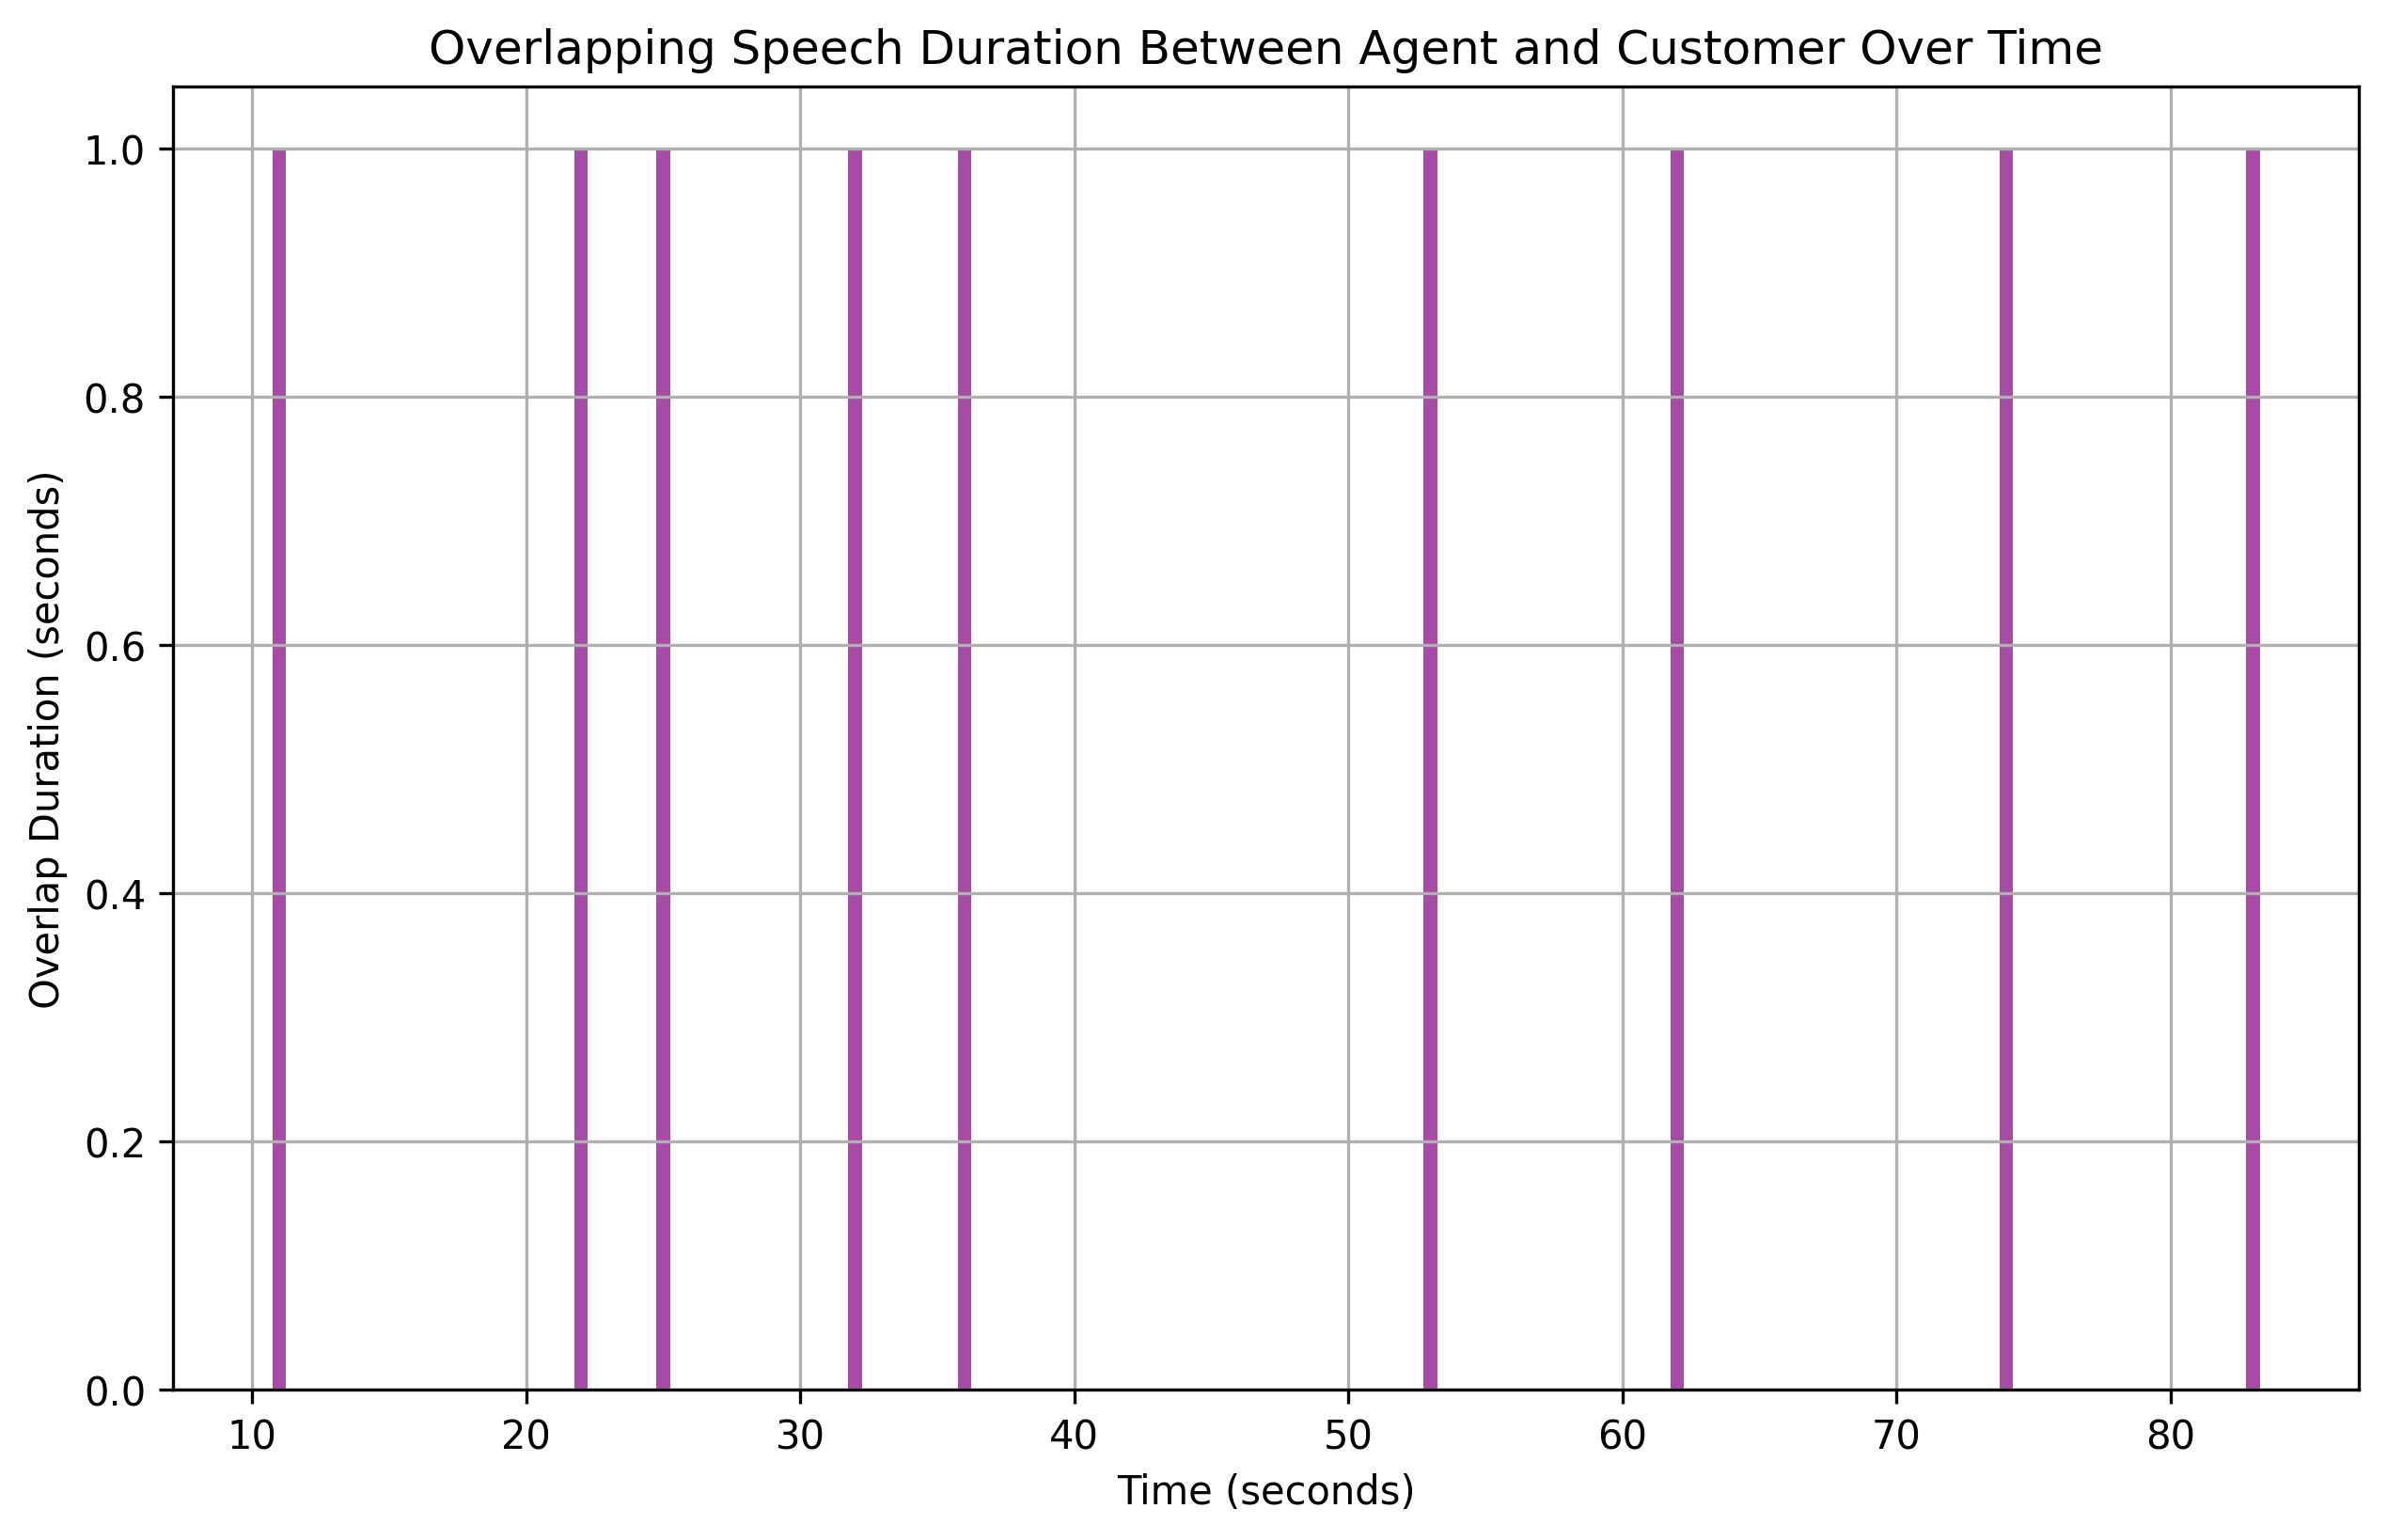 Overlapping Speech Duration Between Agent and Customer Over Time
Overlap Duration (seconds)
1.0
0.8
0.6
0.4
0.2
0.0
10 20 30 40 50 60 70 80
Time (seconds)